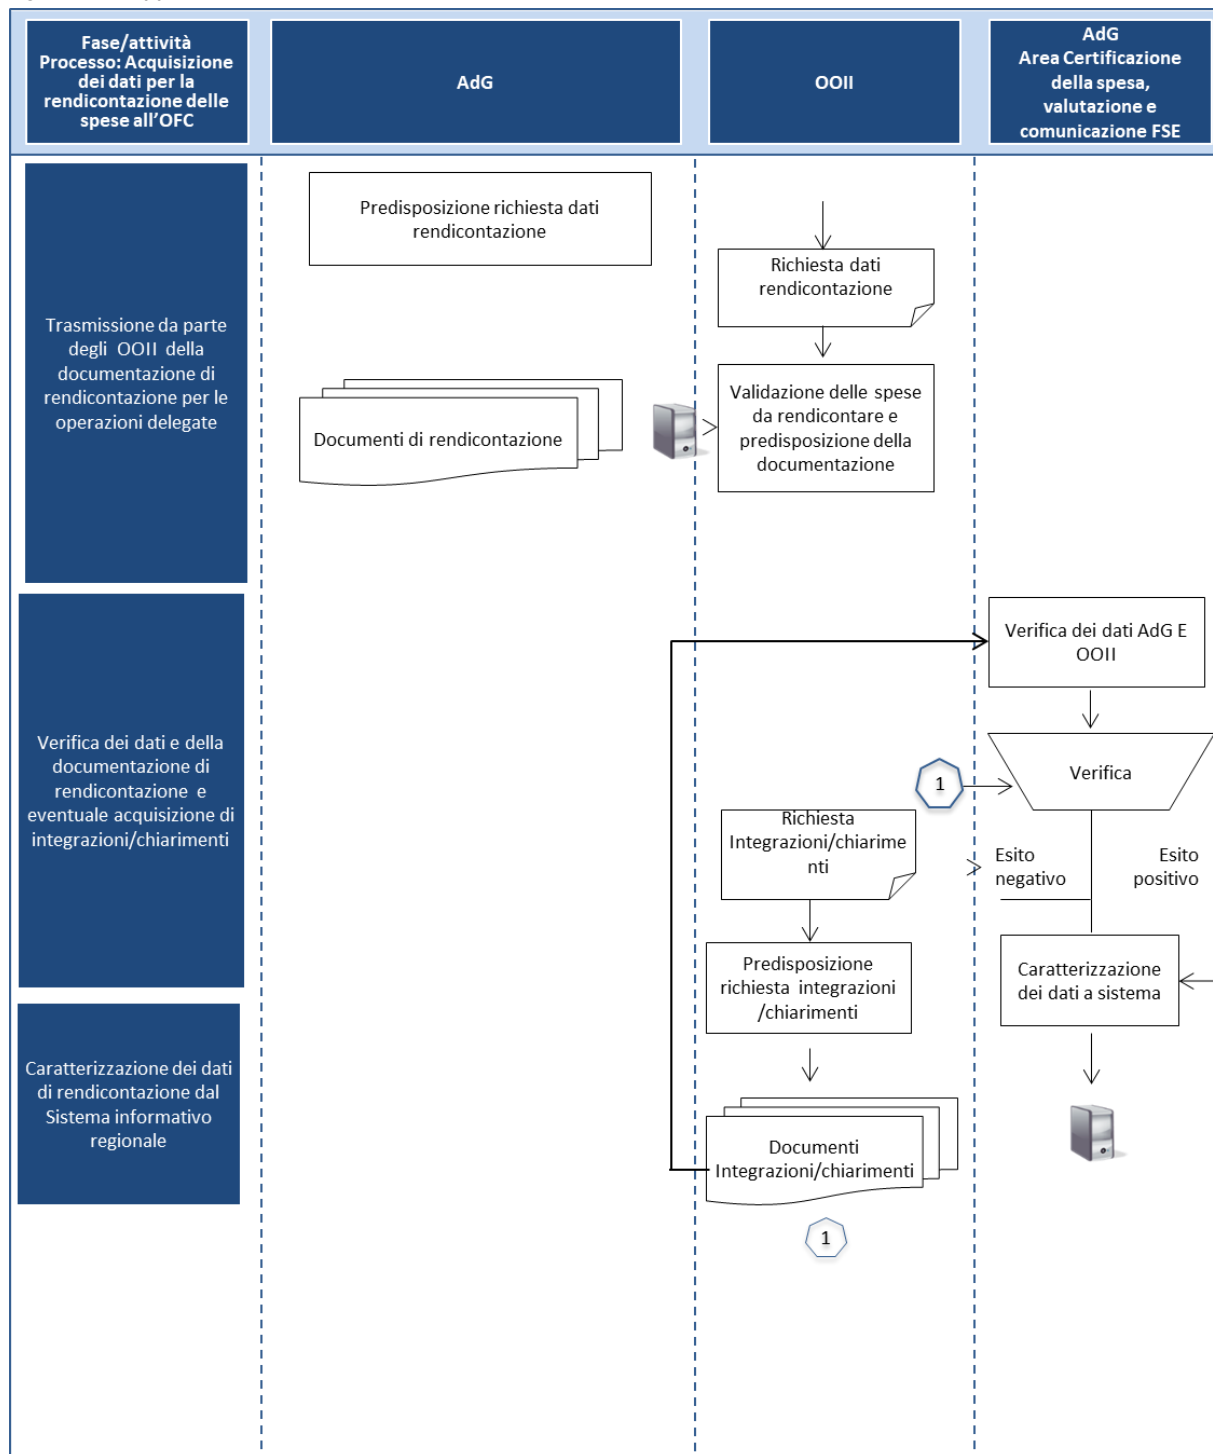 Fase/attività
Processo: Acquisizione
dei dati per la
rendicontazione delle
spese all'OFC
AdG
OOII
AdG
Area Certificazione
della spesa,
valutazione e
comunicazione FSE
Trasmissione da parte
degli OOII della
documentazione di
rendicontazione per le
operazioni delegate
Predisposizione richiesta dati
rendicontazione
Richiesta dati
rendicontazione
Documenti di rendicontazione
Validazione delle spese
da rendicontare e
predisposizione della
documentazione
Verifica dei dati e della
documentazione di
rendicontazione e
eventuale acquisizione di
integrazioni/chiarimenti
Verifica dei dati AdG E
OOII
Verifica
1
Richiesta
Integrazioni/chiarime
nti
Esito
negativo
Esito
positivo
Predisposizione
richiesta integrazioni
/chiarimenti
Caratterizzazione
dei dati a sistema
Caratterizzazione dei dati
di rendicontazione dal
Sistema informativo
regionale
Documenti
Integrazioni/chiarimenti
1